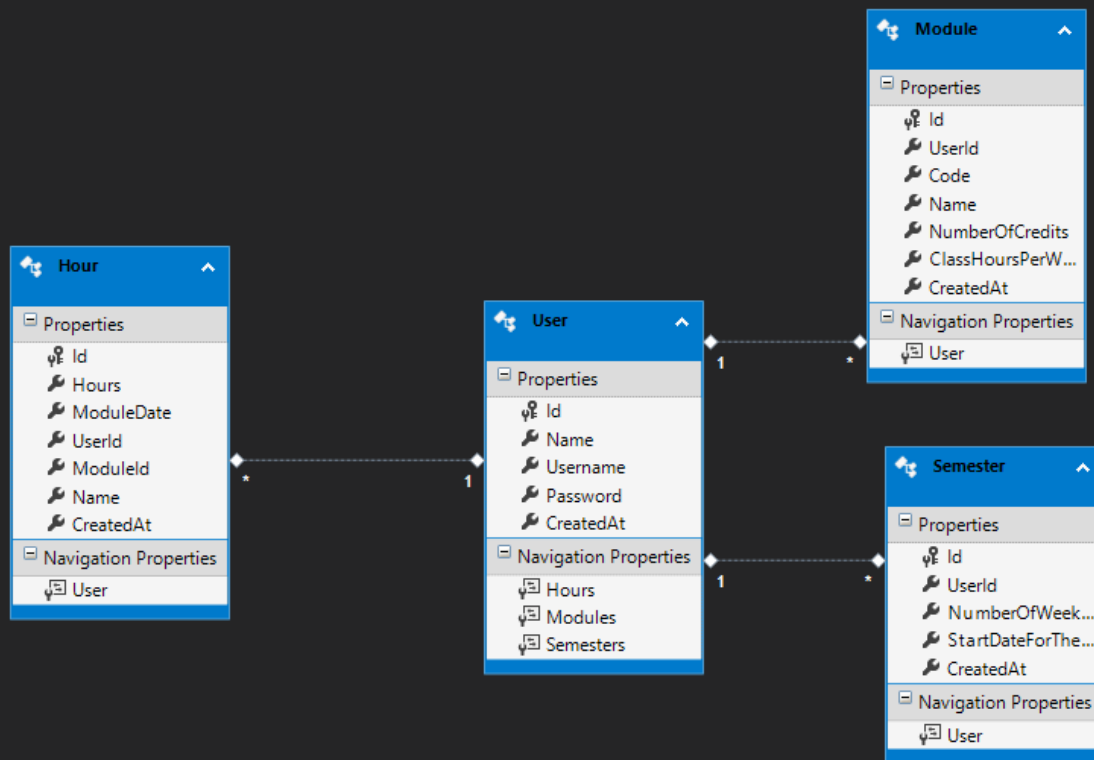 Module
Properties
Id
UserId
Code
Name
NumberOfCredits
ClassHoursPerW...
CreatedAt
Navigation Properties
User
Hour
Properties
Id
Hours
ModuleDate
UserId
ModuleId
Name
CreatedAt
Navigation Properties
User
*
1
User
Properties
Id
Name
Username
Password
CreatedAt
Navigation Properties
Hours
Modules
Semesters
1
*
1
*
Semester
Properties
Id
UserId
NumberOfWeek...
StartDateForThe...
CreatedAt
Navigation Properties
User